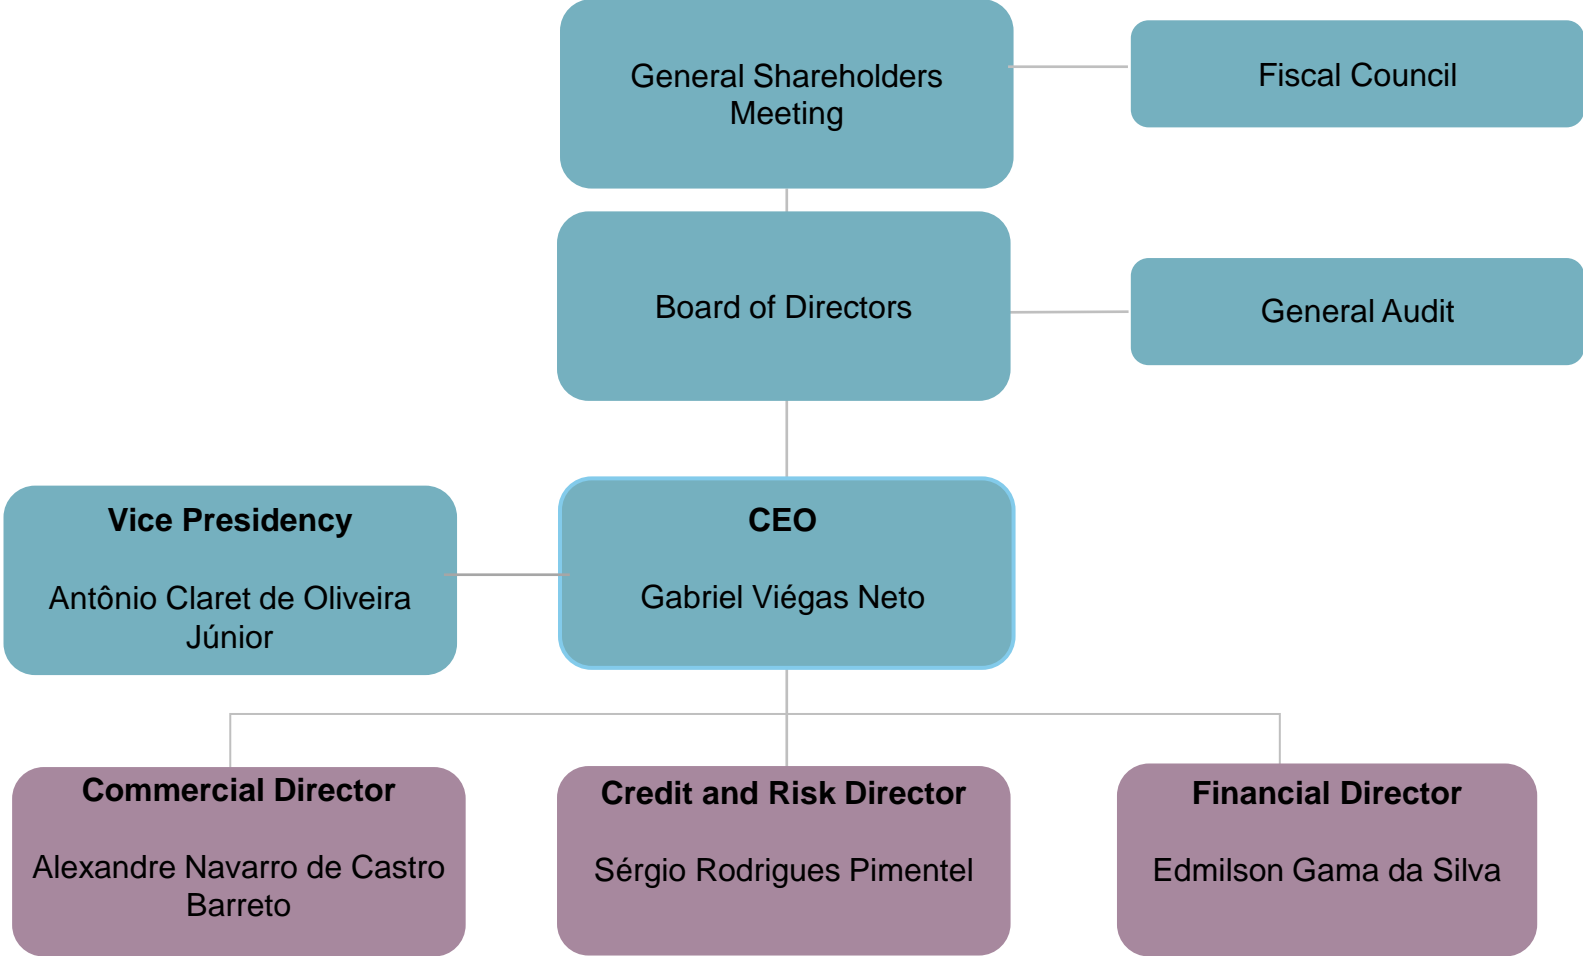 General Shareholders
Meeting
Fiscal Council
Board of Directors
General Audit
Vice Presidency
Antônio Claret de Oliveira
Júnior
CEO
Gabriel Viégas Neto
Commercial Director
Alexandre Navarro de Castro
Barreto
Credit and Risk Director
Sérgio Rodrigues Pimentel
Financial Director
Edmilson Gama da Silva